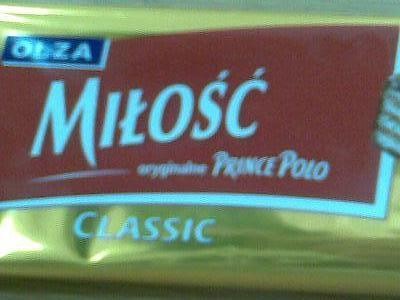 OLZA
MIŁOŚĆ
oryginalne PRINCE POLO
CLASSIC